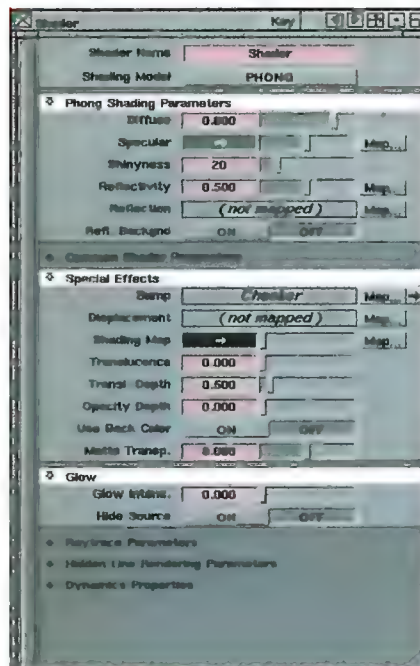 Shader Key
Shader Name Shader
Shading Model PHONG
Phong Shading Parameters
Diffuse 0.800
Specular Map...
Shinyness 20
Reflectivity 0.500 Map...
Reflection (not mapped) Map...
Refl. Backgnd ON OFF
Common Shader Parameters
Special Effects
Bump Checker Map...
Displacement (not mapped) Map...
Shading Map Map...
Translucence 0.000
Transl. Depth 0.500
Opacity Depth 0.000
Use Back Color ON OFF
Matte Transp.
Glow
Glow Intens. 0.000
Hide Source ON OFF
Raytrace Parameters
Hidden Line Rendering Parameters
Dynamics Properties